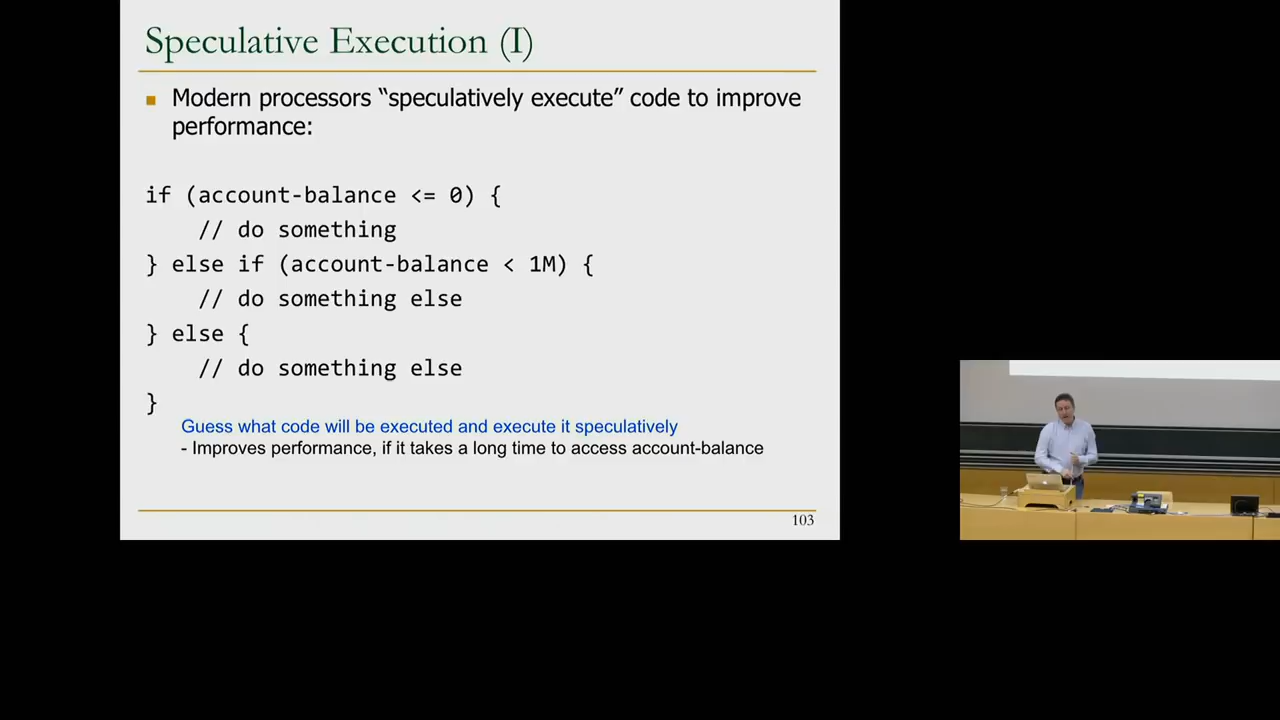 Speculative Execution (I)
Modern processors “speculatively execute” code to improve
performance:
if (account-balance <= 0) {
// do something
} else if (account-balance < 1M) {
// do something else
} else {
// do something else
}
Guess what code will be executed and execute it speculatively
- Improves performance, if it takes a long time to access account-balance
103